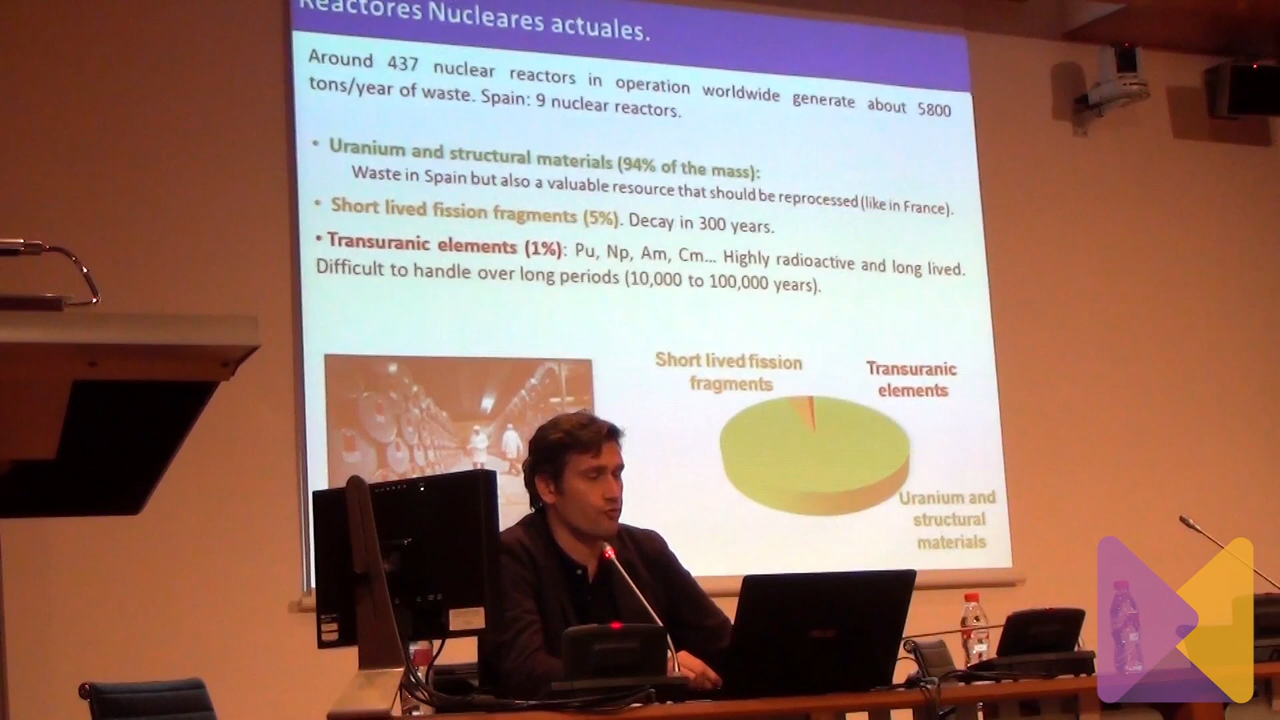 Reactores Nucleares actuales.
Around 437 nuclear reactors in operation worldwide generate about 5800
tons/year of waste. Spain: 9 nuclear reactors.
• Uranium and structural materials (94% of the mass):
Waste in Spain but also a valuable resource that should be reprocessed (like in France).
• Short lived fission fragments (5%). Decay in 300 years.
• Transuranic elements (1%): Pu, Np, Am, Cm... Highly radioactive and long lived.
Difficult to handle over long periods (10,000 to 100,000 years).
Short lived fission
fragments
Transuranic
elements
Uranium and
structural
materials